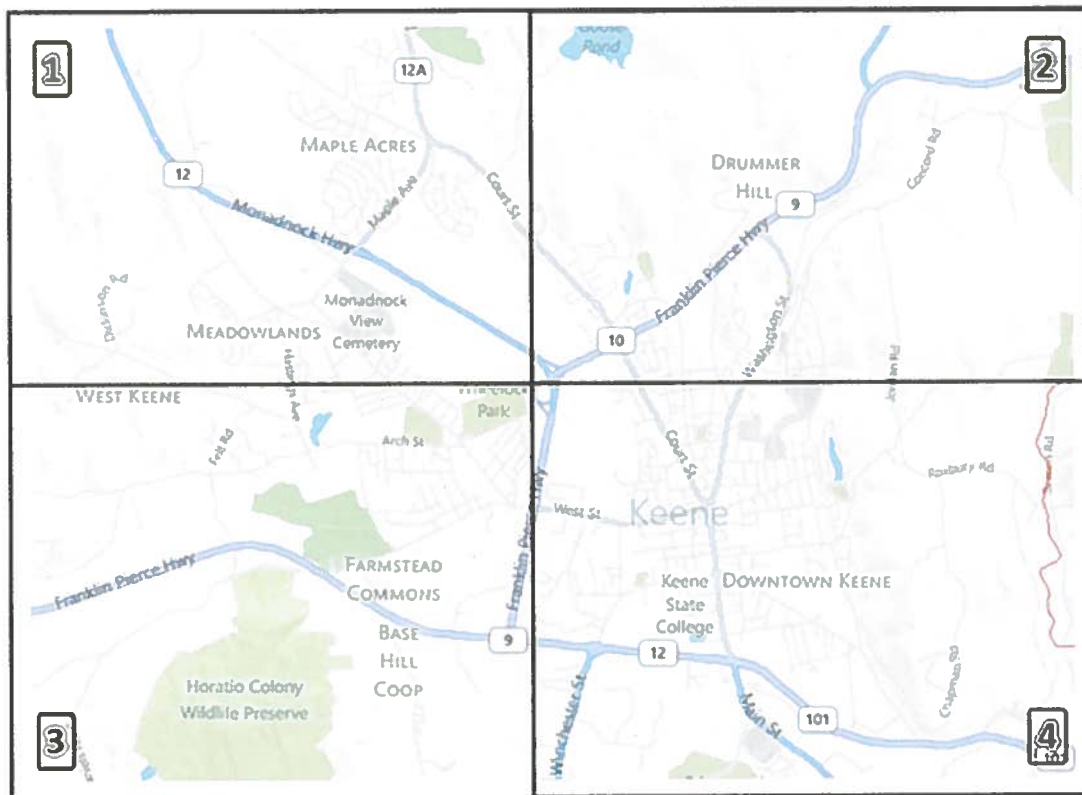 1
12A
MAPLE ACRES
12
Monadnock Hwy
Maple Ave
Court St
Monadnock
View
Cemetery
MEADOWLANDS
Goose
Pond
2
DRUMMER
HILL
9
Concord Rd
Franklin Pierce Hwy
10
Washington St
Jordan Rd
WEST KEENE
Park
Felt Rd
Arch St
Franklin Pierce Hwy
Franklin Pierce Hwy
FARMSTEAD
COMMONS
BASE
HILL
COOP
9
Horatio Colony
Wildlife Preserve
3
Court St
West St
Keene
Roxbury Rd
Keene
State
College
DOWNTOWN KEENE
12
Winchester St
Main St
101
Chapman Rd
4